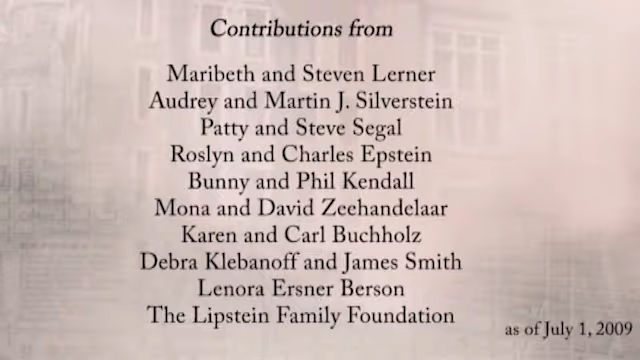 Contributions from
Maribeth and Steven Lerner
Audrey and Martin J. Silverstein
Patty and Steve Segal
Roslyn and Charles Epstein
Bunny and Phil Kendall
Mona and David Zeehandelaar
Karen and Carl Buchholz
Debra Klebanoff and James Smith
Lenora Ersner Berson
The Lipstein Family Foundation
as of July 1, 2009